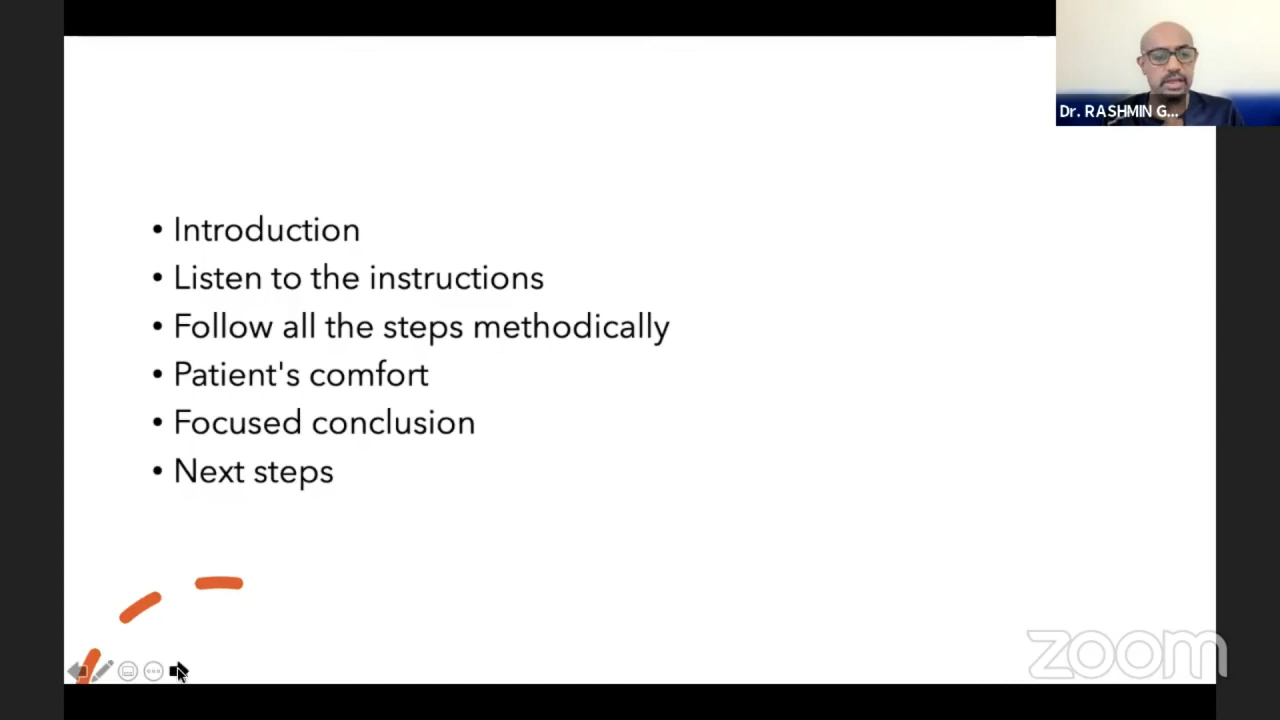 Dr. RASHMIN G...
• Introduction
• Listen to the instructions
• Follow all the steps methodically
• Patient's comfort
• Focused conclusion
• Next steps
zoom